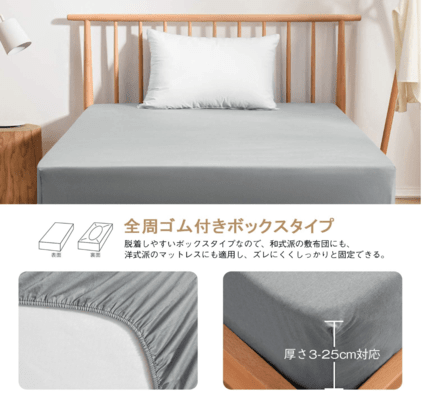 全周ゴム付きボックスタイプ
脱着しやすいボックスタイプなので、和式派の敷布団にも、
洋式派のマットレスにも適用し、ズレにくくしっかりと固定できる。
表面
裏面
厚さ3-25cm対応